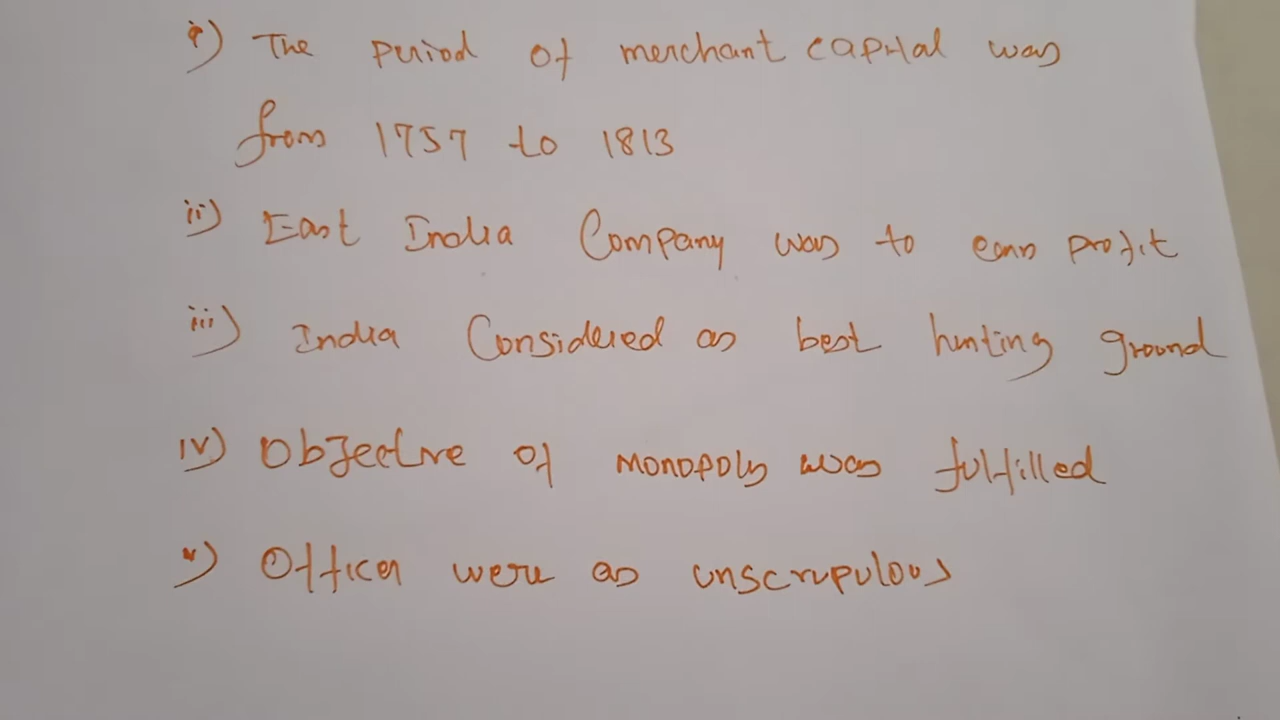 i) The period of merchant capital was
from 1757 to 1813
ii) East India Company was to earn profit
iii) India Considered as best hunting ground
iv) Objective of monopoly was fulfilled
v) Officer were as unscrupulous